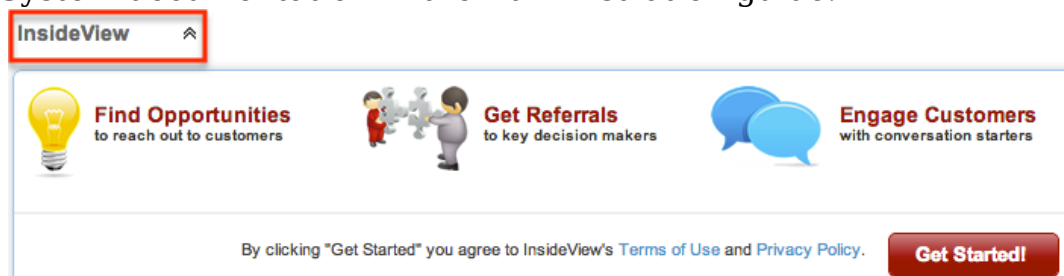 InsideView
Find Opportunities
to reach out to customers
Get Referrals
to key decision makers
Engage Customers
with conversation starters
By clicking "Get Started" you agree to InsideView's Terms of Use and Privacy Policy.
Get Started!